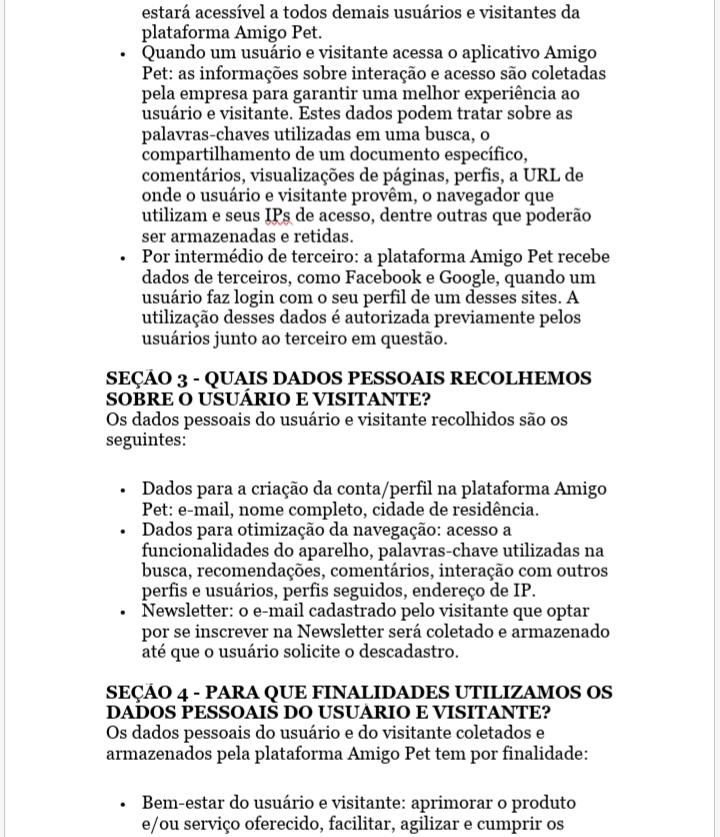 estará acessível a todos demais usuários e visitantes da
plataforma Amigo Pet.
• Quando um usuário e visitante acessa o aplicativo Amigo
Pet: as informações sobre interação e acesso são coletadas
pela empresa para garantir uma melhor experiência ao
usuário e visitante. Estes dados podem tratar sobre as
palavras-chaves utilizadas em uma busca, o
compartilhamento de um documento específico,
comentários, visualizações de páginas, perfis, a URL de
onde o usuário e visitante provêm, o navegador que
utilizam e seus IPs de acesso, dentre outras que poderão
ser armazenadas e retidas.
• Por intermédio de terceiro: a plataforma Amigo Pet recebe
dados de terceiros, como Facebook e Google, quando um
usuário faz login com o seu perfil de um desses sites. A
utilização desses dados é autorizada previamente pelos
usuários junto ao terceiro em questão.
SEÇÃO 3 - QUAIS DADOS PESSOAIS RECOLHEMOS
SOBRE O USUÁRIO E VISITANTE?
Os dados pessoais do usuário e visitante recolhidos são os
seguintes:
• Dados para a criação da conta/perfil na plataforma Amigo
Pet: e-mail, nome completo, cidade de residência.
• Dados para otimização da navegação: acesso a
funcionalidades do aparelho, palavras-chave utilizadas na
busca, recomendações, comentários, interação com outros
perfis e usuários, perfis seguidos, endereço de IP.
• Newsletter: o e-mail cadastrado pelo visitante que optar
por se inscrever na Newsletter será coletado e armazenado
até que o usuário solicite o descadastro.
SEÇÃO 4 - PARA QUE FINALIDADES UTILIZAMOS OS
DADOS PESSOAIS DO USUÁRIO E VISITANTE?
Os dados pessoais do usuário e do visitante coletados e
armazenados pela plataforma Amigo Pet tem por finalidade:
• Bem-estar do usuário e visitante: aprimorar o produto
e/ou serviço oferecido, facilitar, agilizar e cumprir os